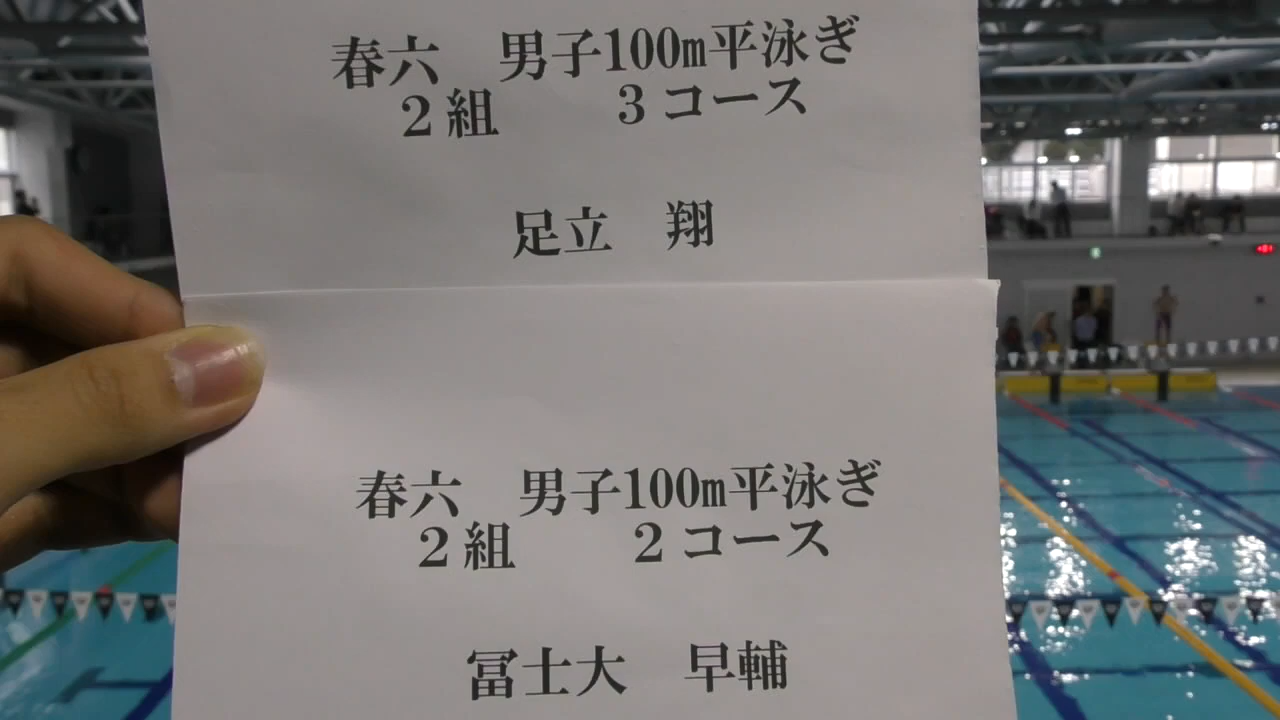 春六 男子100m平泳ぎ
2組 3コース
足立 翔
春六 男子100m平泳ぎ
2組 2コース
冨士大 早輔